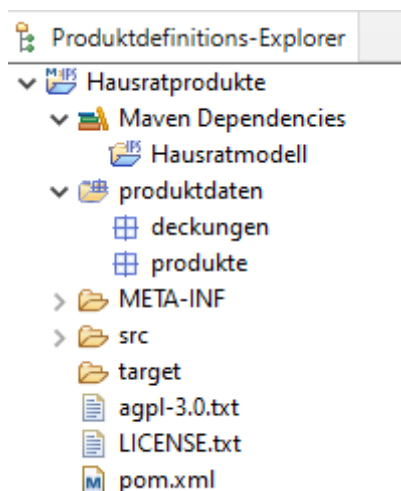 Produktdefinitions-Explorer
Hausratprodukte
Maven Dependencies
Hausratmodell
produktdaten
deckungen
produkte
META-INF
src
target
agpl-3.0.txt
LICENSE.txt
pom.xml